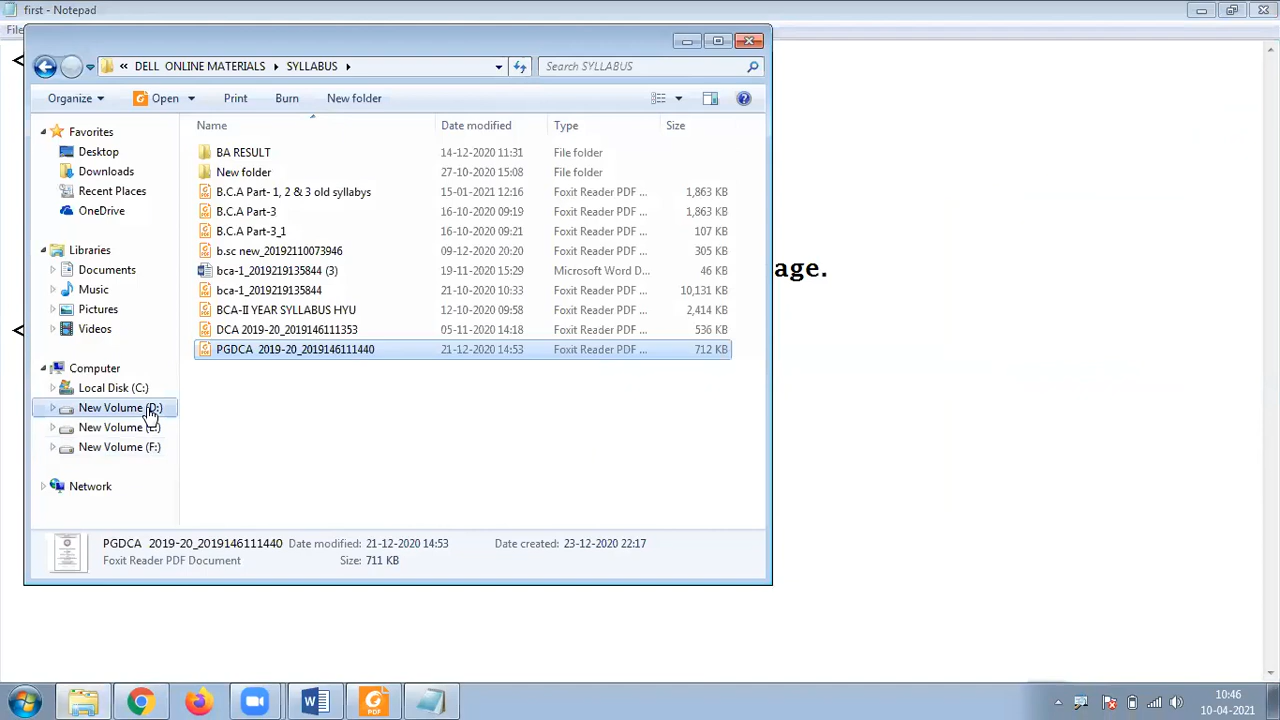 first - Notepad
File
<
age.
<
« DELL ONLINE MATERIALS SYLLABUS
Search SYLLABUS
Organize Open Print Burn New folder
Name Date modified Type Size
Favorites
Desktop
Downloads
Recent Places
OneDrive
Libraries
Documents
Music
Pictures
Videos
Computer
Local Disk (C:)
New Volume (D:)
New Volume (E:)
New Volume (F:)
Network
BA RESULT 14-12-2020 11:31 File folder
New folder 27-10-2020 15:08 File folder
B.C.A Part- 1, 2 & 3 old syllabys 15-01-2021 12:16 Foxit Reader PDF ... 1,863 KB
B.C.A Part-3 16-10-2020 09:19 Foxit Reader PDF ... 1,863 KB
B.C.A Part-3_1 16-10-2020 09:21 Foxit Reader PDF ... 107 KB
b.sc new_20192110073946 09-12-2020 20:20 Foxit Reader PDF ... 305 KB
bca-1_2019219135844 (3) 19-11-2020 15:29 Microsoft Word D... 46 KB
bca-1_2019219135844 21-10-2020 10:33 Foxit Reader PDF ... 10,131 KB
BCA-II YEAR SYLLABUS HYU 12-10-2020 09:58 Foxit Reader PDF ... 2,414 KB
DCA 2019-20_2019146111353 05-11-2020 14:18 Foxit Reader PDF ... 536 KB
PGDCA 2019-20_2019146111440 21-12-2020 14:53 Foxit Reader PDF ... 712 KB
PGDCA 2019-20_2019146111440 Date modified: 21-12-2020 14:53 Date created: 23-12-2020 22:17
Foxit Reader PDF Document Size: 711 KB
PDF
10:46
10-04-2021